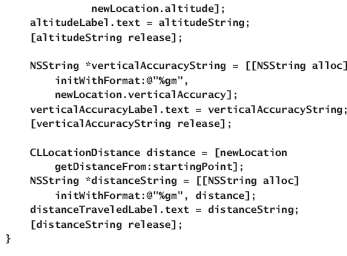 newLocation.altitude];
altitudeLabel.text = altitudeString;
[altitudeString release];
NSString *verticalAccuracyString = [[NSString alloc]
initWithFormat:@"%gm",
newLocation.verticalAccuracy];
verticalAccuracyLabel.text = verticalAccuracyString;
[verticalAccuracyString release];
CLLocationDistance distance = [newLocation
getDistanceFrom:startingPoint];
NSString *distanceString = [[NSString alloc]
initWithFormat:@"%gm", distance];
distanceTraveledLabel.text = distanceString;
[distanceString release];
}